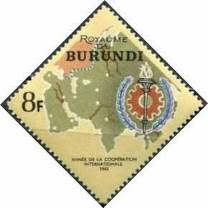 ROYAUME
DU
BURUNDI
8F
ANNÉE DE LA COOPÉRATION
INTERNATIONALE
1965